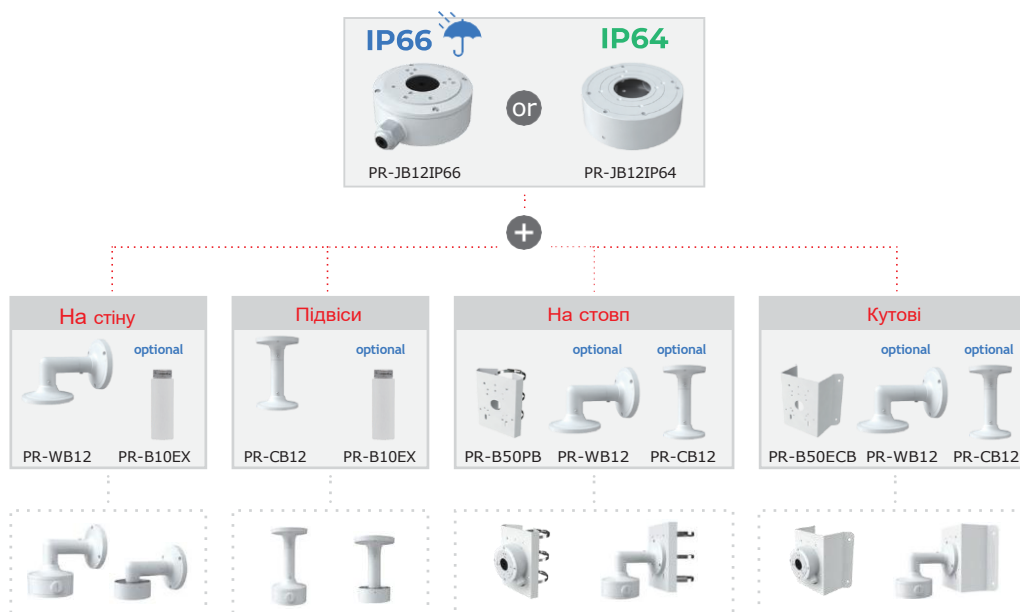 IP66 IP64
or
PR-JB12IP66 PR-JB12IP64
+
На стіну Підвіси На стовп Кутові
optional optional optional optional optional optional
PR-WB12 PR-B10EX PR-CB12 PR-B10EX PR-B50PB PR-WB12 PR-CB12 PR-B50ECB PR-WB12 PR-CB12